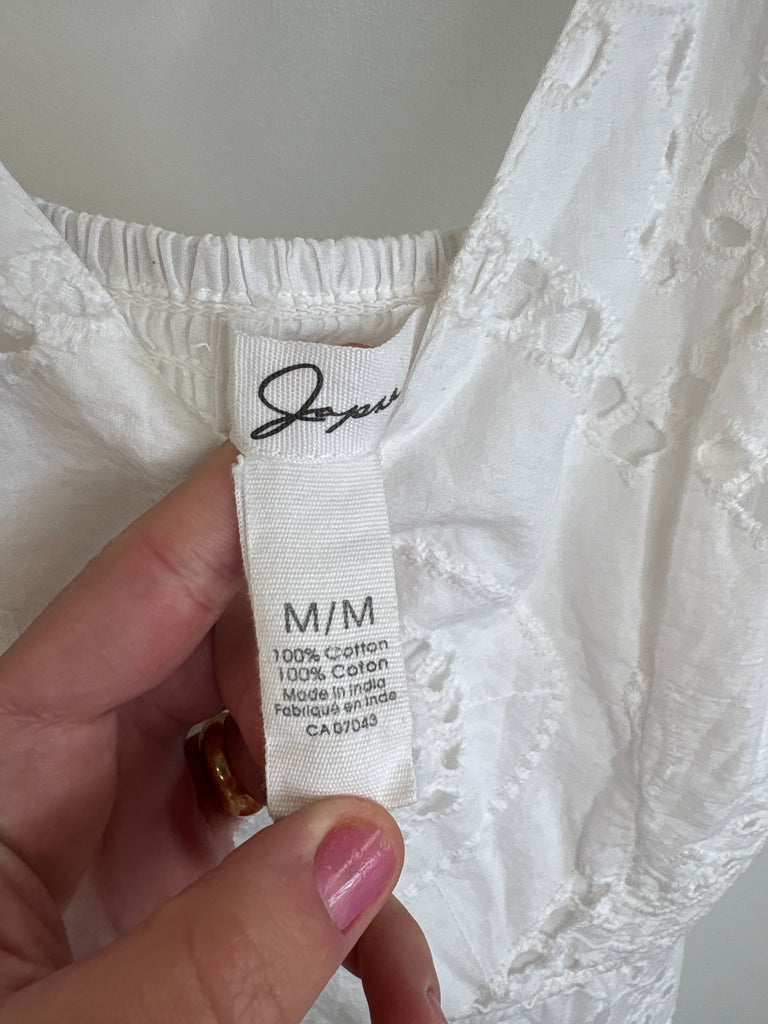 M/M
100% Cotton
100% Coton
Made in India
Fabriqué en Inde
CA 07043